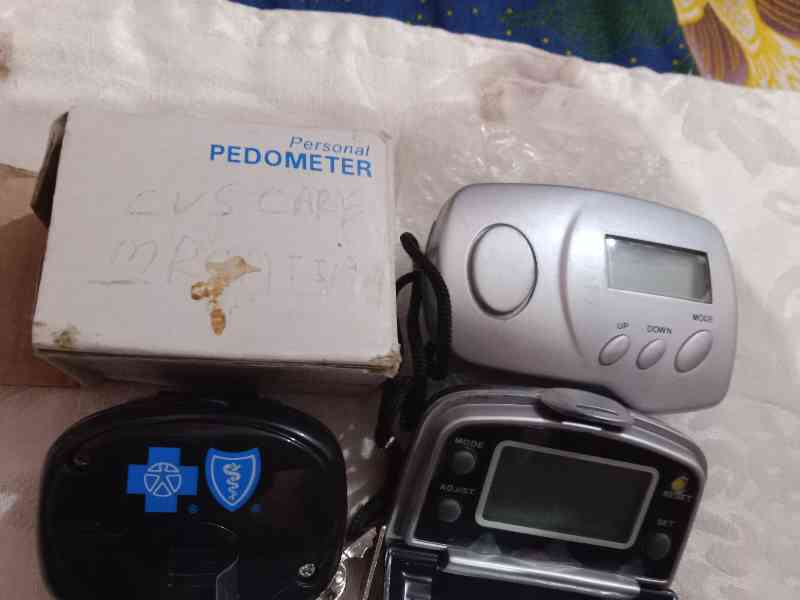 Personal
PEDOMETER
CVS CARE
MODE
UP DOWN
MODE
ADJUST
RESET
SET